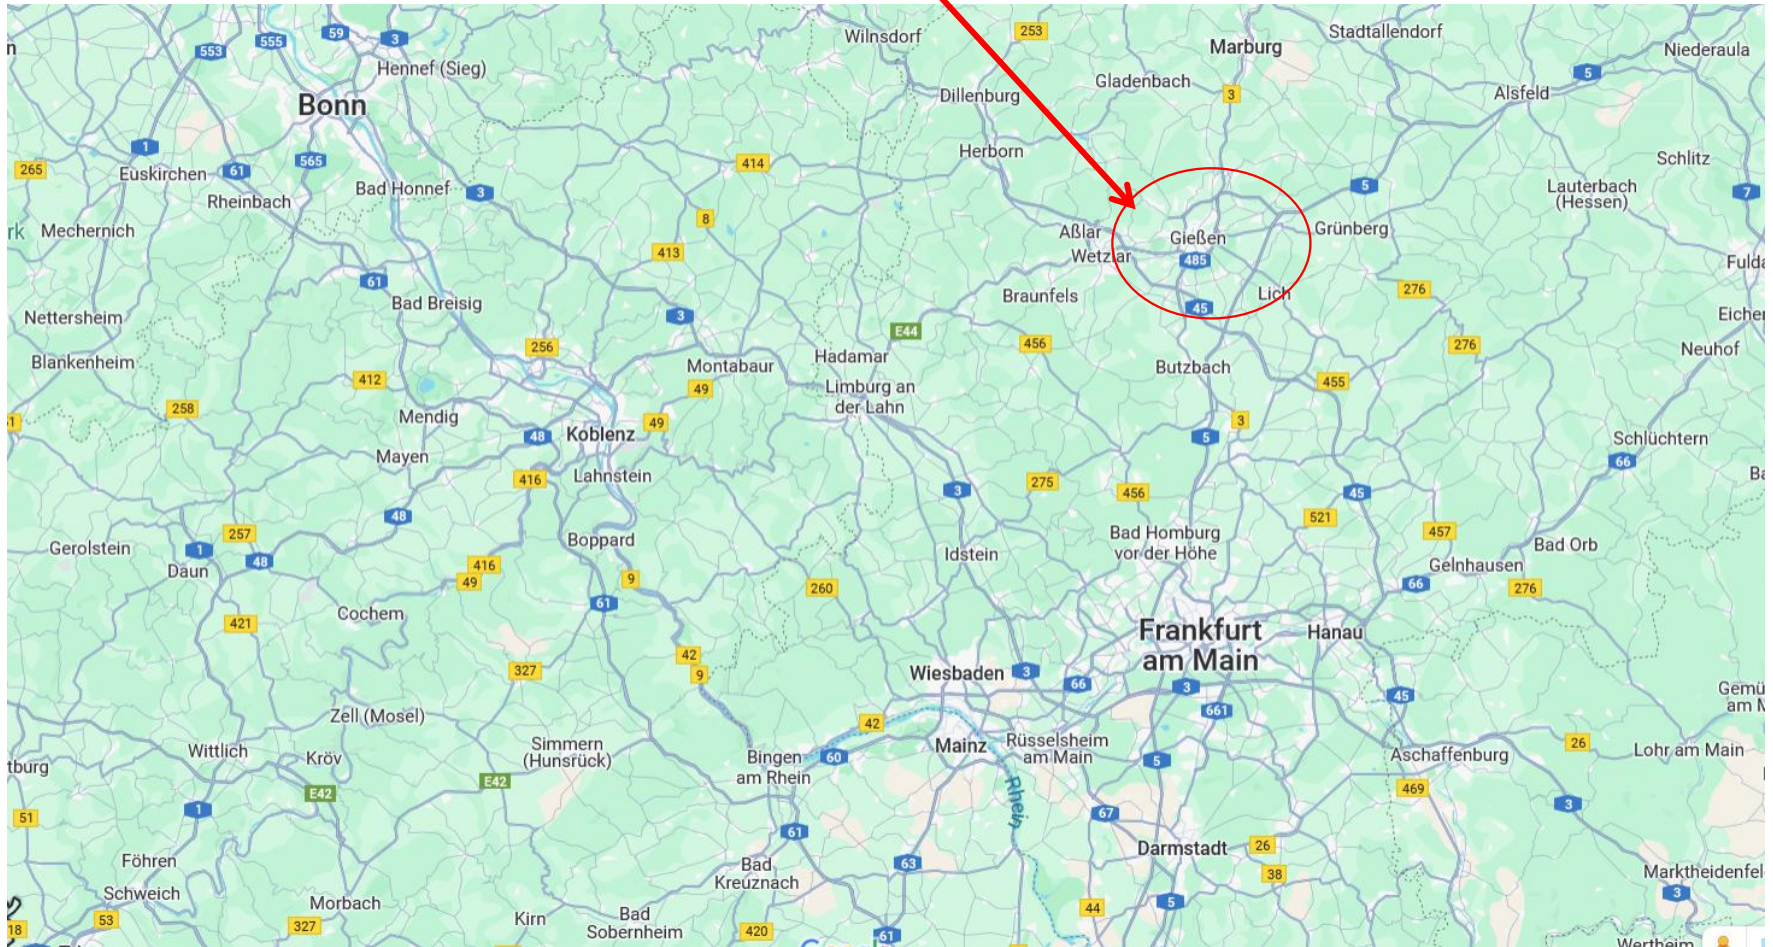 Wilnsdorf
253
Stadtallendorf
Marburg
Niederaula
553
555
59
3
Hennef (Sieg)
Bonn
Gladenbach
Dillenburg
3
5
Alsfeld
1
565
Euskirchen
61
265
Rheinbach
Bad Honnef
3
414
Herborn
Schlitz
5
Lauterbach
(Hessen)
7
Mechernich
8
413
Aßlar
Wetzlar
Gießen
485
Grünberg
61
Bad Breisig
Braunfels
45
Lich
276
Nettersheim
3
E44
456
276
Neuhof
Blankenheim
256
412
Montabaur
49
Hadamar
Limburg an
der Lahn
Butzbach
455
258
Mendig
48
Koblenz
49
3
5
Schlüchtern
66
Mayen
416
Lahnstein
3
275
456
45
48
257
521
457
Gerolstein
1
48
Daun
Boppard
Idstein
Bad Homburg
vor der Höhe
Bad Orb
Gelnhausen
416
49
9
61
260
66
276
Cochem
421
Frankfurt
am Main
Hanau
327
42
9
Wiesbaden
3
66
3
661
45
Zell (Mosel)
42
Wittlich
Kröv
Simmern
(Hunsrück)
Bingen
am Rhein
60
Mainz
Rüsselsheim
am Main
5
Aschaffenburg
26
Lohr am Main
E42
E42
Rhein
469
1
51
61
67
3
Föhren
63
Darmstadt
26
38
Bad
Kreuznach
Schweich
Morbach
3
53
327
Kirn
Bad
Sobernheim
420
61
44
5
18
Wertheim